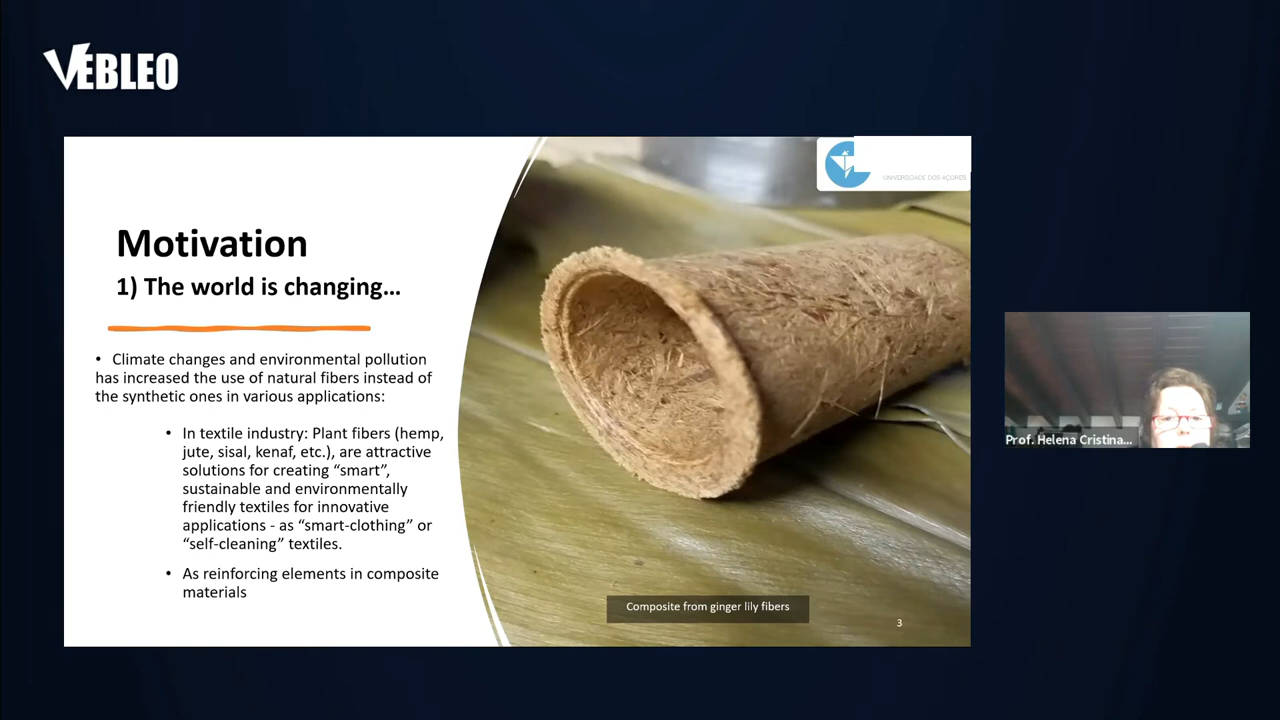 VEBLEO
UNIVERSIDADE DOS AÇORES
Motivation
1) The world is changing…
• Climate changes and environmental pollution
has increased the use of natural fibers instead of
the synthetic ones in various applications:
• In textile industry: Plant fibers (hemp,
jute, sisal, kenaf, etc.), are attractive
solutions for creating “smart”,
sustainable and environmentally
friendly textiles for innovative
applications - as “smart-clothing” or
“self-cleaning” textiles.
• As reinforcing elements in composite
materials
Composite from ginger lily fibers
3
Prof. Helena Cristina...